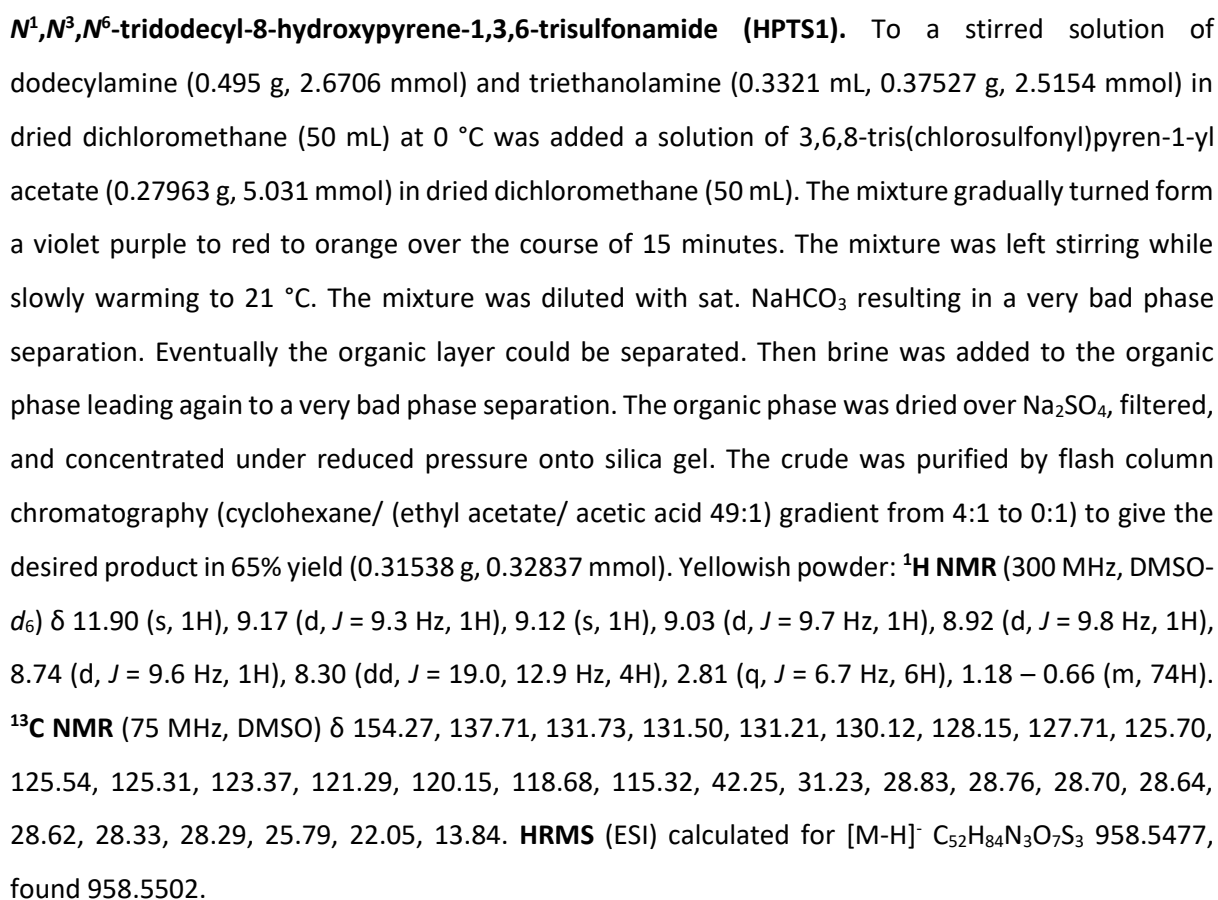 N¹,N³,N⁶-tridodecyl-8-hydroxypyrene-1,3,6-trisulfonamide (HPTS1). To a stirred solution of
dodecylamine (0.495 g, 2.6706 mmol) and triethanolamine (0.3321 mL, 0.37527 g, 2.5154 mmol) in
dried dichloromethane (50 mL) at 0 °C was added a solution of 3,6,8-tris(chlorosulfonyl)pyren-1-yl
acetate (0.27963 g, 5.031 mmol) in dried dichloromethane (50 mL). The mixture gradually turned form
a violet purple to red to orange over the course of 15 minutes. The mixture was left stirring while
slowly warming to 21 °C. The mixture was diluted with sat. NaHCO₃ resulting in a very bad phase
separation. Eventually the organic layer could be separated. Then brine was added to the organic
phase leading again to a very bad phase separation. The organic phase was dried over Na₂SO₄, filtered,
and concentrated under reduced pressure onto silica gel. The crude was purified by flash column
chromatography (cyclohexane/ (ethyl acetate/ acetic acid 49:1) gradient from 4:1 to 0:1) to give the
desired product in 65% yield (0.31538 g, 0.32837 mmol). Yellowish powder: ¹H NMR (300 MHz, DMSO-
d₆) δ 11.90 (s, 1H), 9.17 (d, J = 9.3 Hz, 1H), 9.12 (s, 1H), 9.03 (d, J = 9.7 Hz, 1H), 8.92 (d, J = 9.8 Hz, 1H),
8.74 (d, J = 9.6 Hz, 1H), 8.30 (dd, J = 19.0, 12.9 Hz, 4H), 2.81 (q, J = 6.7 Hz, 6H), 1.18 – 0.66 (m, 74H).
¹³C NMR (75 MHz, DMSO) δ 154.27, 137.71, 131.73, 131.50, 131.21, 130.12, 128.15, 127.71, 125.70,
125.54, 125.31, 123.37, 121.29, 120.15, 118.68, 115.32, 42.25, 31.23, 28.83, 28.76, 28.70, 28.64,
28.62, 28.33, 28.29, 25.79, 22.05, 13.84. HRMS (ESI) calculated for [M-H]⁻ C₅₂H₈₄N₃O₇S₃ 958.5477,
found 958.5502.